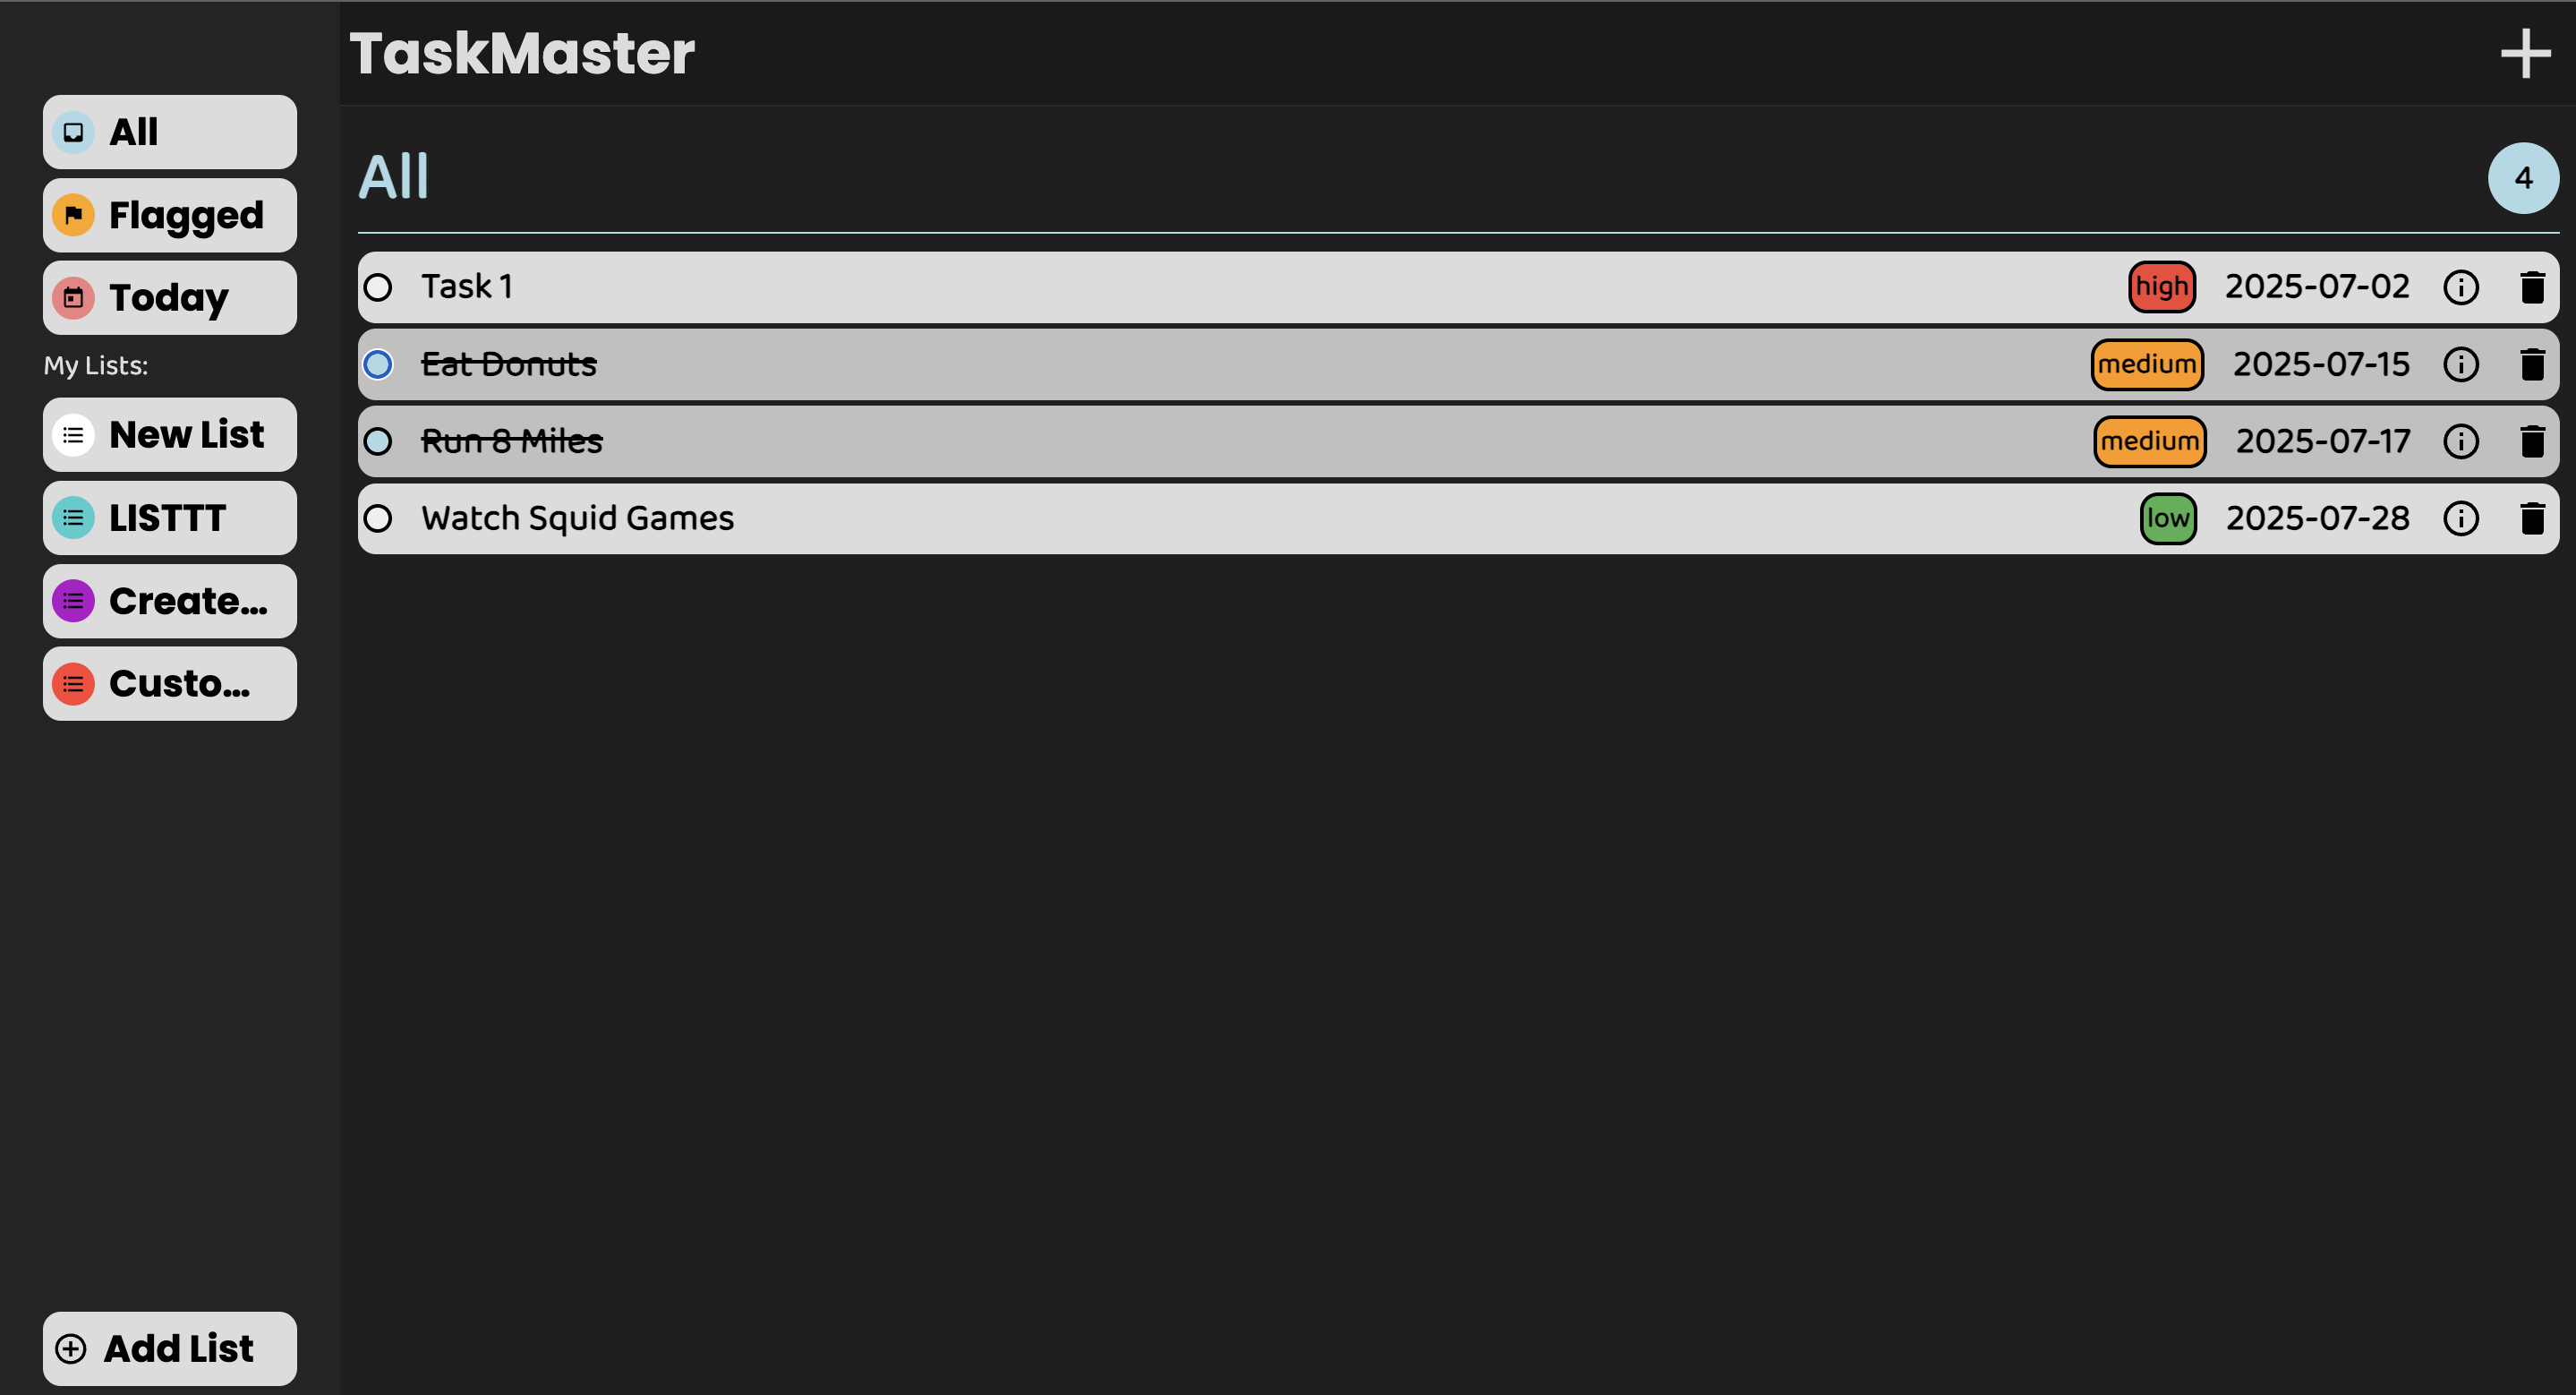 TaskMaster
All
Flagged
Today
My Lists:
New List
LISTTT
Create...
Custo...
Add List
All
4
Task 1 high 2025-07-02
Eat Donuts medium 2025-07-15
Run 8 Miles medium 2025-07-17
Watch Squid Games low 2025-07-28